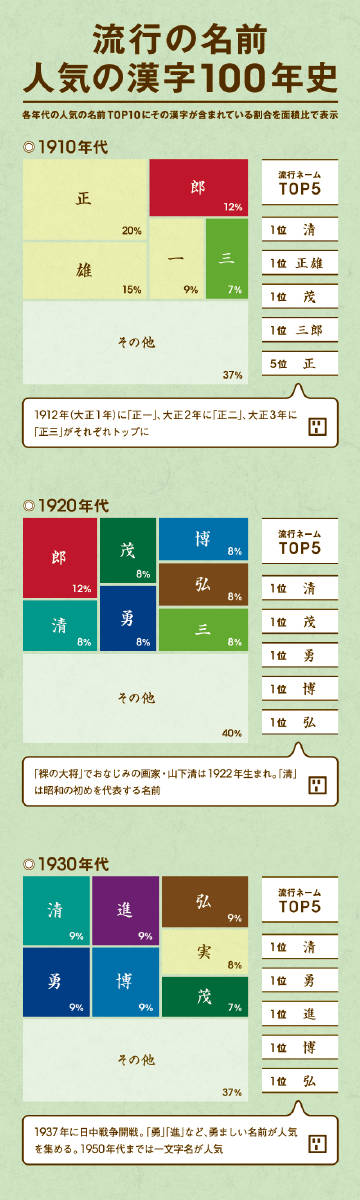 流行の名前
人気の漢字100年史
各年代の人気の名前TOP10にその漢字が含まれている割合を面積比で表示
◎1910年代
正
20%
郎
12%
雄
15%
一
9%
三
7%
その他
37%
流行ネーム
TOP5
1位 清
1位 正雄
1位 茂
1位 三郎
5位 正
1912年(大正1年)に「正一」、大正2年に「正二」、大正3年に
「正三」がそれぞれトップに
◎1920年代
郎
12%
茂
8%
博
8%
弘
8%
清
8%
勇
8%
三
8%
その他
40%
流行ネーム
TOP5
1位 清
1位 茂
1位 勇
1位 博
1位 弘
「裸の大将」でおなじみの画家・山下清は1922年生まれ。「清」
は昭和の初めを代表する名前
◎1930年代
清
9%
進
9%
弘
9%
実
8%
勇
9%
博
9%
茂
7%
その他
37%
流行ネーム
TOP5
1位 清
1位 勇
1位 進
1位 博
1位 弘
1937年に日中戦争開戦。「勇」「進」など、勇ましい名前が人気
を集める。1950年代までは一文字名が人気